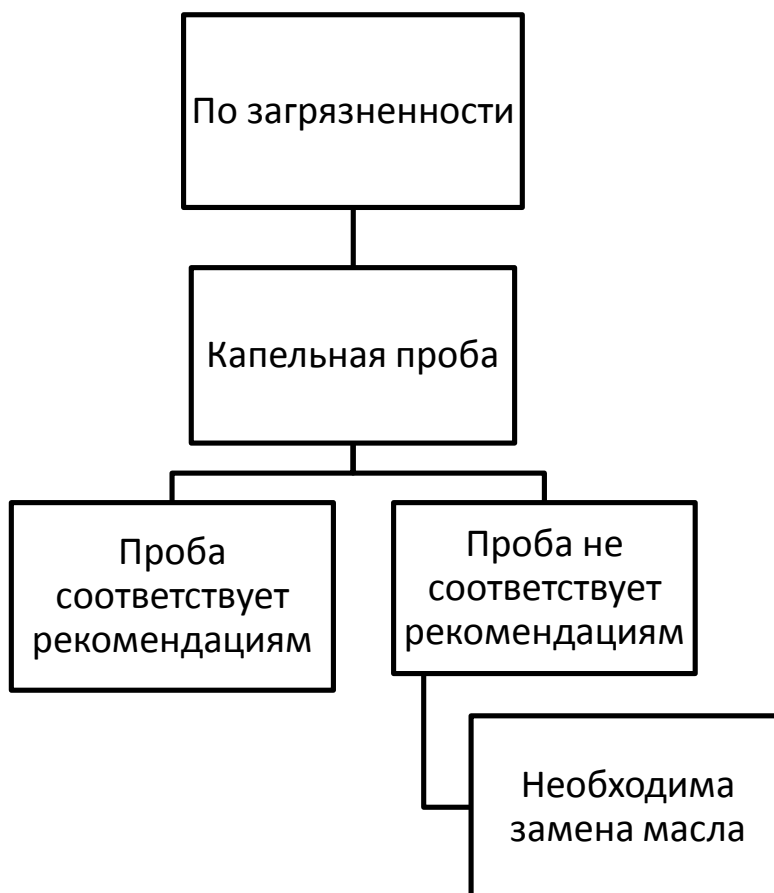 По загрязненности
Капельная проба
Проба
соответствует
рекомендациям
Проба не
соответствует
рекомендациям
Необходима
замена масла